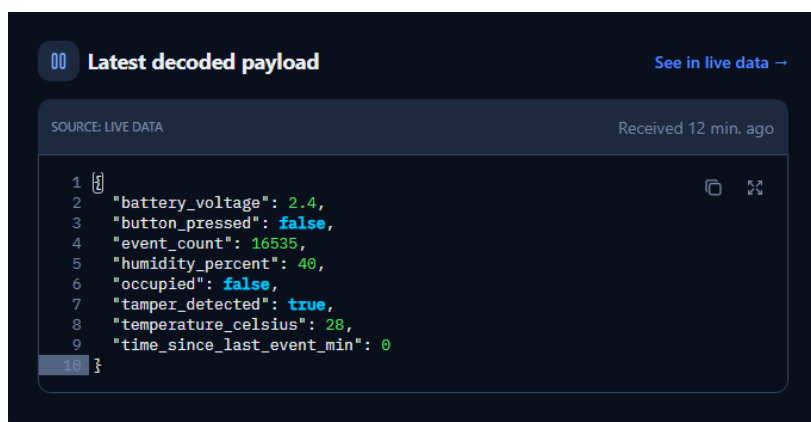 Latest decoded payload
See in live data →
SOURCE: LIVE DATA
Received 12 min. ago
1 {
2 "battery_voltage": 2.4,
3 "button_pressed": false,
4 "event_count": 16535,
5 "humidity_percent": 40,
6 "occupied": false,
7 "tamper_detected": true,
8 "temperature_celsius": 28,
9 "time_since_last_event_min": 0
10 }